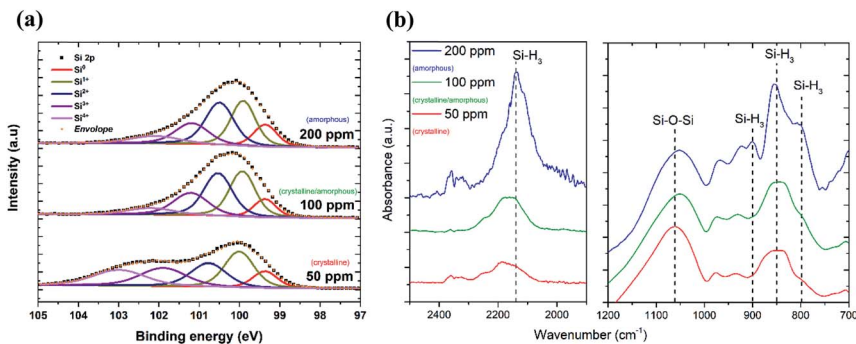 (a)
Si 2p
Si⁰
Si¹⁺
Si²⁺
Si³⁺
Si⁴⁺
Envolope
(amorphous)
200 ppm
(crystalline/amorphous)
100 ppm
(crystalline)
50 ppm
Intensity (a.u)
105 104 103 102 101 100 99 98 97
Binding energy (eV)
(b)
200 ppm
(amorphous)
100 ppm
(crystalline/amorphous)
50 ppm
(crystalline)
Si-H₃
Absorbance (a.u.)
2500 2200 2000
Si-H₃
Si-H₃
Si-O-Si
Si-H₃
1200 1100 1000 900 800 700
Wavenumber (cm⁻¹)